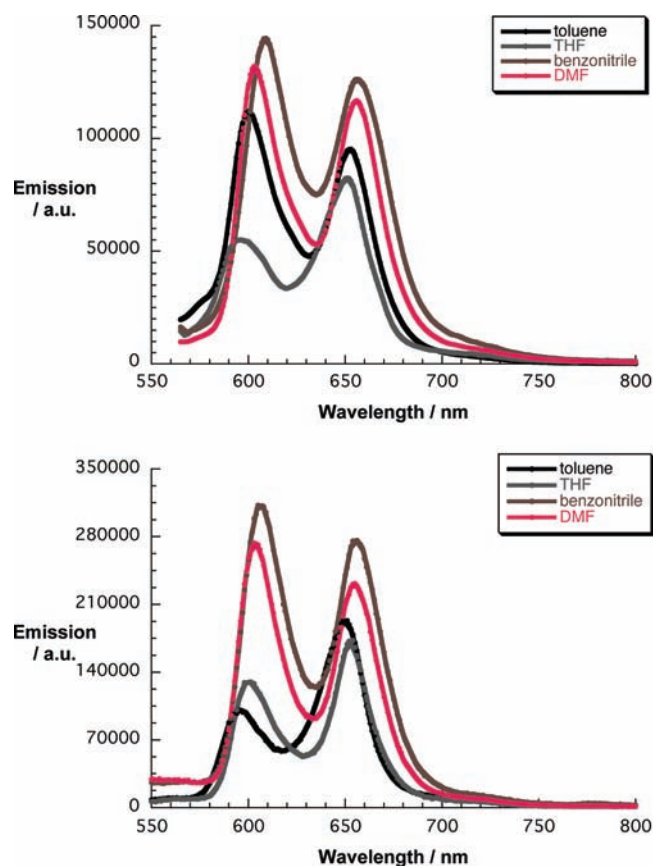 150000
100000
50000
0
Emission
/ a.u.
toluene
THF
benzonitrile
DMF
550 600 650 700 750 800
Wavelength / nm
350000
280000
210000
140000
70000
0
Emission
/ a.u.
toluene
THF
benzonitrile
DMF
550 600 650 700 750 800
Wavelength / nm